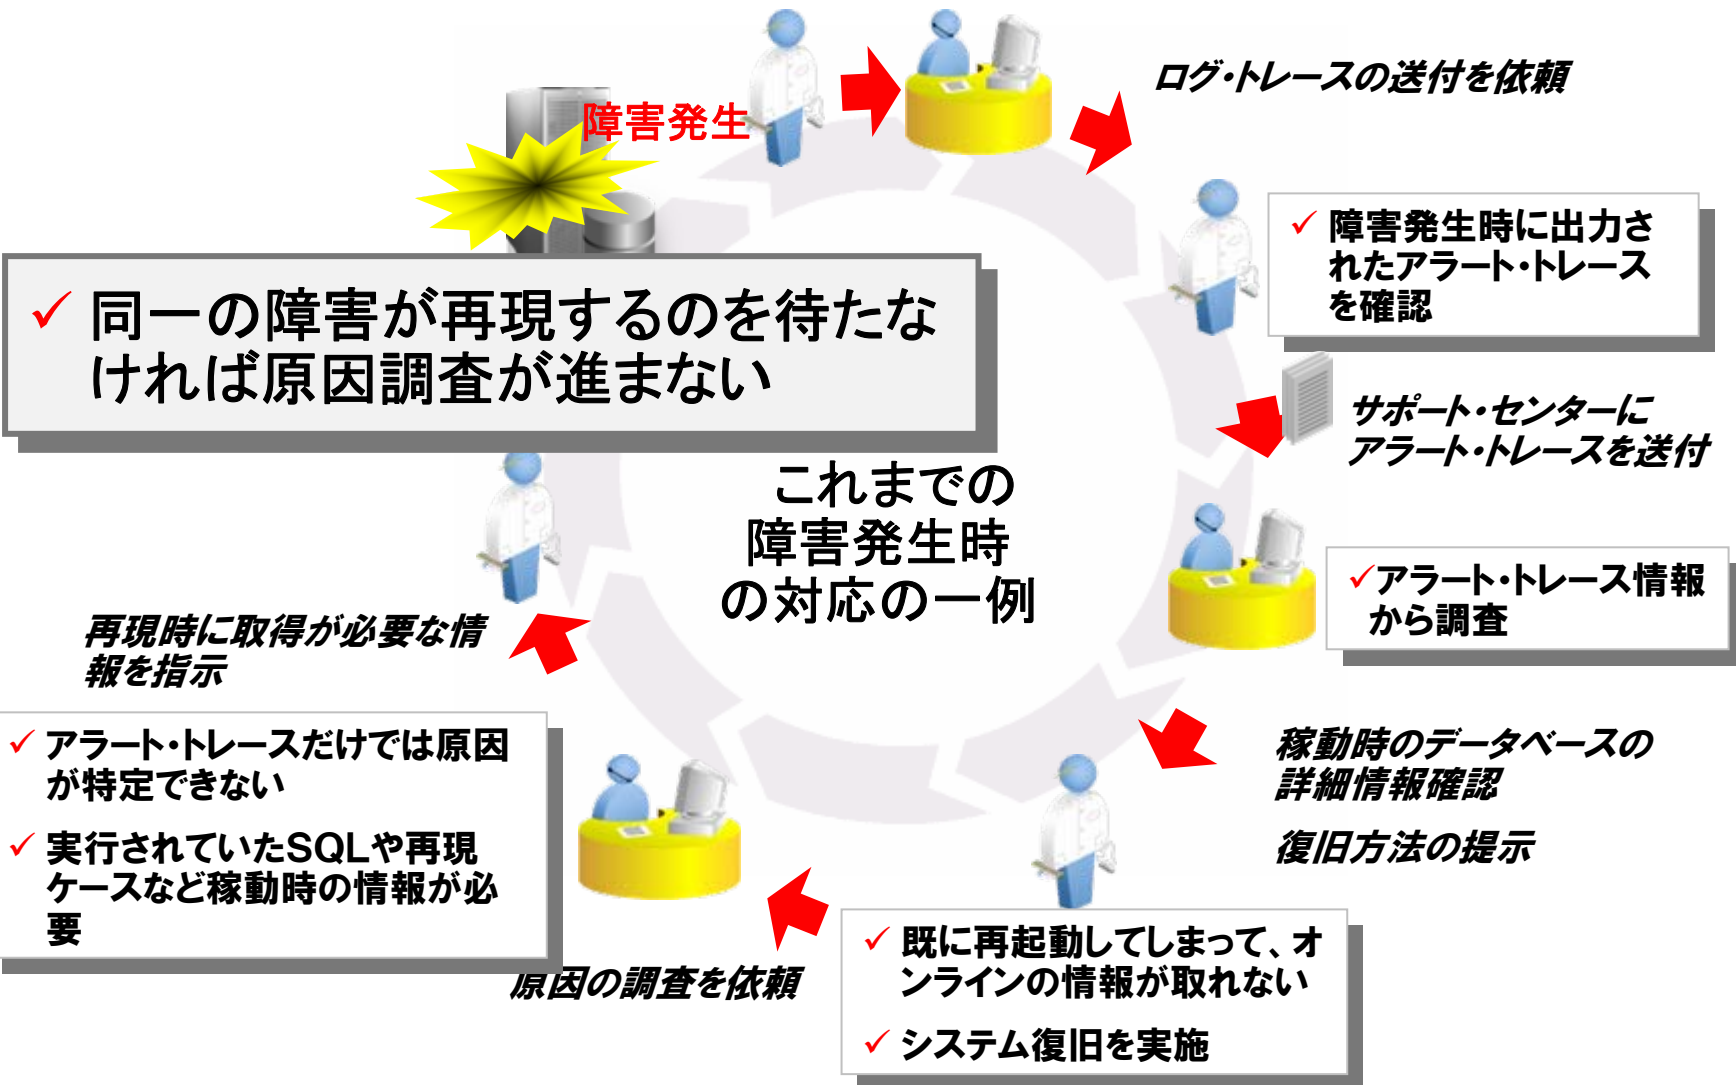 障害発生
ログ・トレースの送付を依頼
✓ 障害発生時に出力さ
れたアラート・トレース
を確認
✓ 同一の障害が再現するのを待たな
ければ原因調査が進まない
サポート・センターに
アラート・トレースを送付
これまでの
障害発生時
の対応の一例
✓アラート・トレース情報
から調査
稼動時のデータベースの
詳細情報確認
復旧方法の提示
✓ 既に再起動してしまって、オ
ンラインの情報が取れない
✓ システム復旧を実施
原因の調査を依頼
✓ アラート・トレースだけでは原因
が特定できない
✓ 実行されていたSQLや再現
ケースなど稼動時の情報が必
要
再現時に取得が必要な情
報を指示